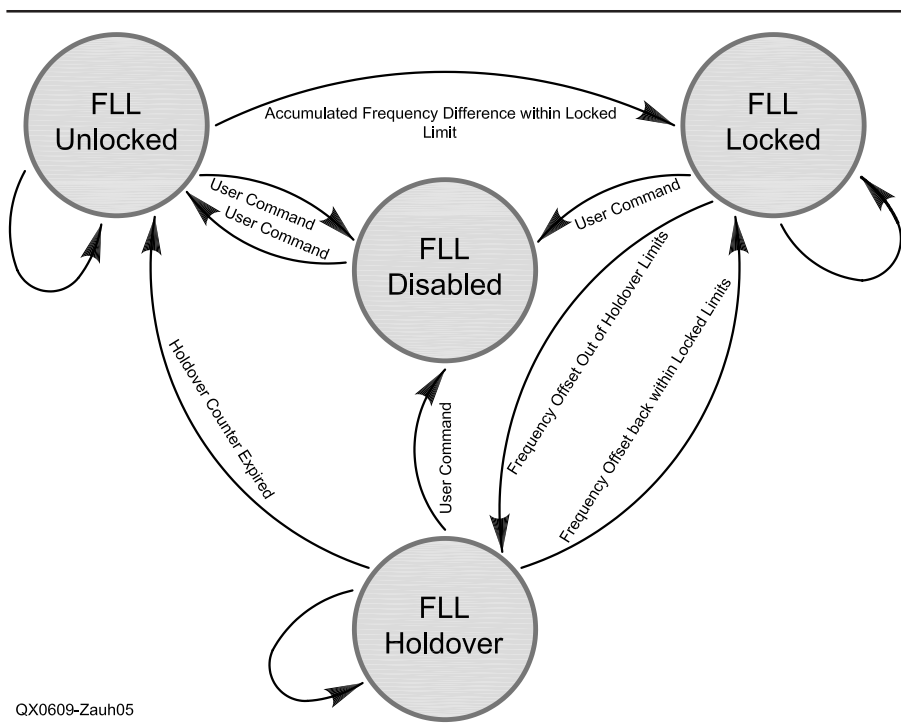 FLL
Unlocked
FLL
Locked
Accumulated Frequency Difference within Locked
Limit
User Command
User Command
User Command
FLL
Disabled
Frequency Offset Out of Holdover Limits
Frequency Offset back within Locked Limits
Holdover Counter Expired
User Command
FLL
Holdover
QX0609-Zauh05